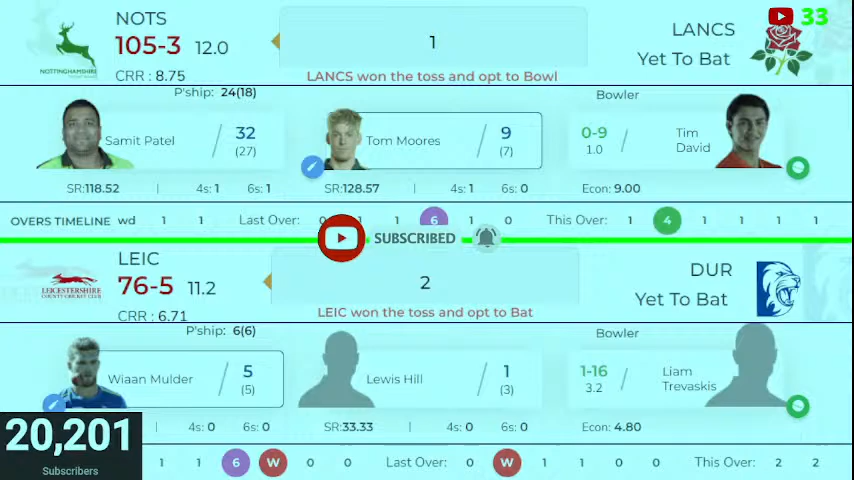 33
NOTS
105-3 12.0
CRR : 8.75
NOTTINGHAMSHIRE
1
LANCS won the toss and opt to Bowl
LANCS
Yet To Bat
P'ship: 24(18)
Bowler
Samit Patel
32
(27)
Tom Moores
9
(7)
0-9
1.0
Tim
David
SR:118.52 | 4s: 1 6s: 1
SR:128.57 4s: 1 6s: 0
Econ: 9.00
OVERS TIMELINE wd 1 1 Last Over: 0 1 6 1 0 This Over: 1 4 1 1 1 1
SUBSCRIBED
LEIC
76-5 11.2
CRR : 6.71
LEICESTERSHIRE
COUNTY CRICKET CLUB
2
LEIC won the toss and opt to Bat
DUR
Yet To Bat
P'ship: 6(6)
Bowler
Wiaan Mulder
5
(5)
Lewis Hill
1
(3)
1-16
3.2
Liam
Trevaskis
| 4s: 0 6s: 0
SR:33.33 4s: 0 6s: 0
Econ: 4.80
20,201
Subscribers
1 1 6 W 0 0 Last Over: 0 W 1 1 0 0 This Over: 2 2